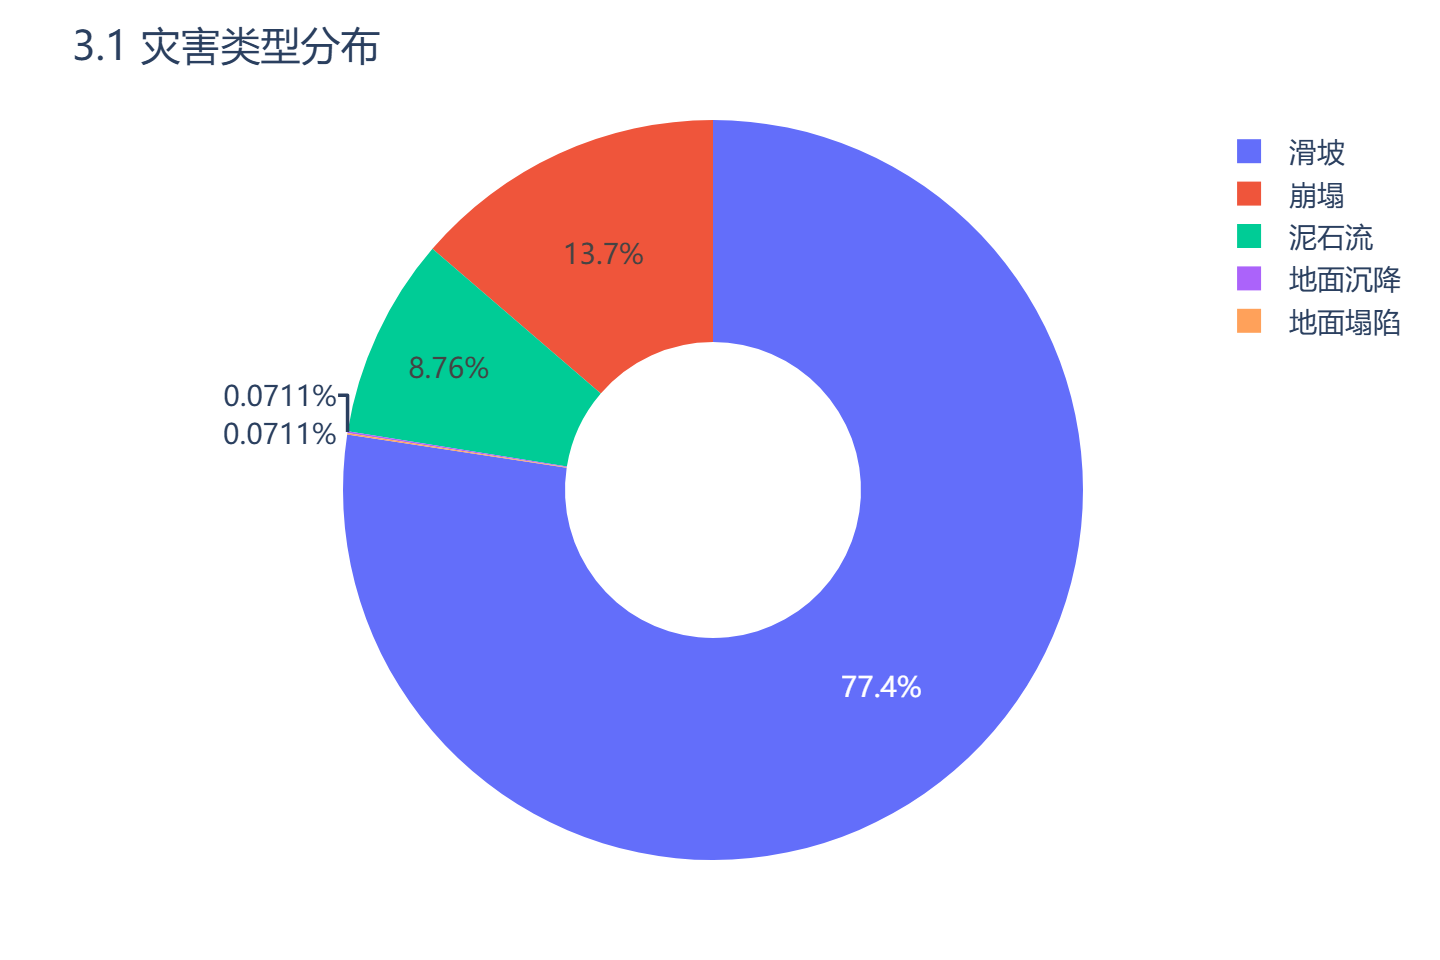 3.1 灾害类型分布
滑坡
崩塌
泥石流
地面沉降
地面塌陷
13.7%
8.76%
0.0711%
0.0711%
77.4%